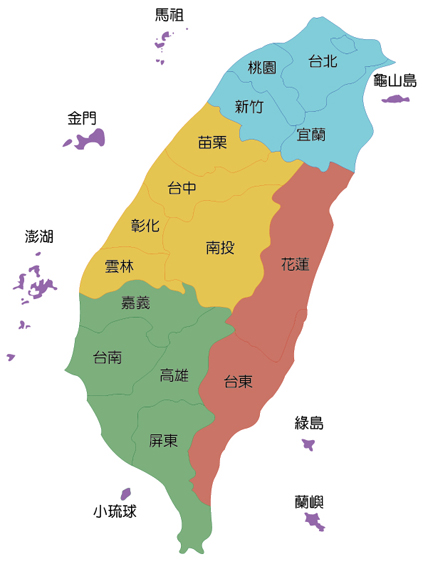 馬祖
台北
桃園
龜山島
新竹
金門
宜蘭
苗栗
台中
彰化
澎湖
南投
花蓮
雲林
嘉義
台南
高雄
台東
綠島
屏東
小琉球
蘭嶼